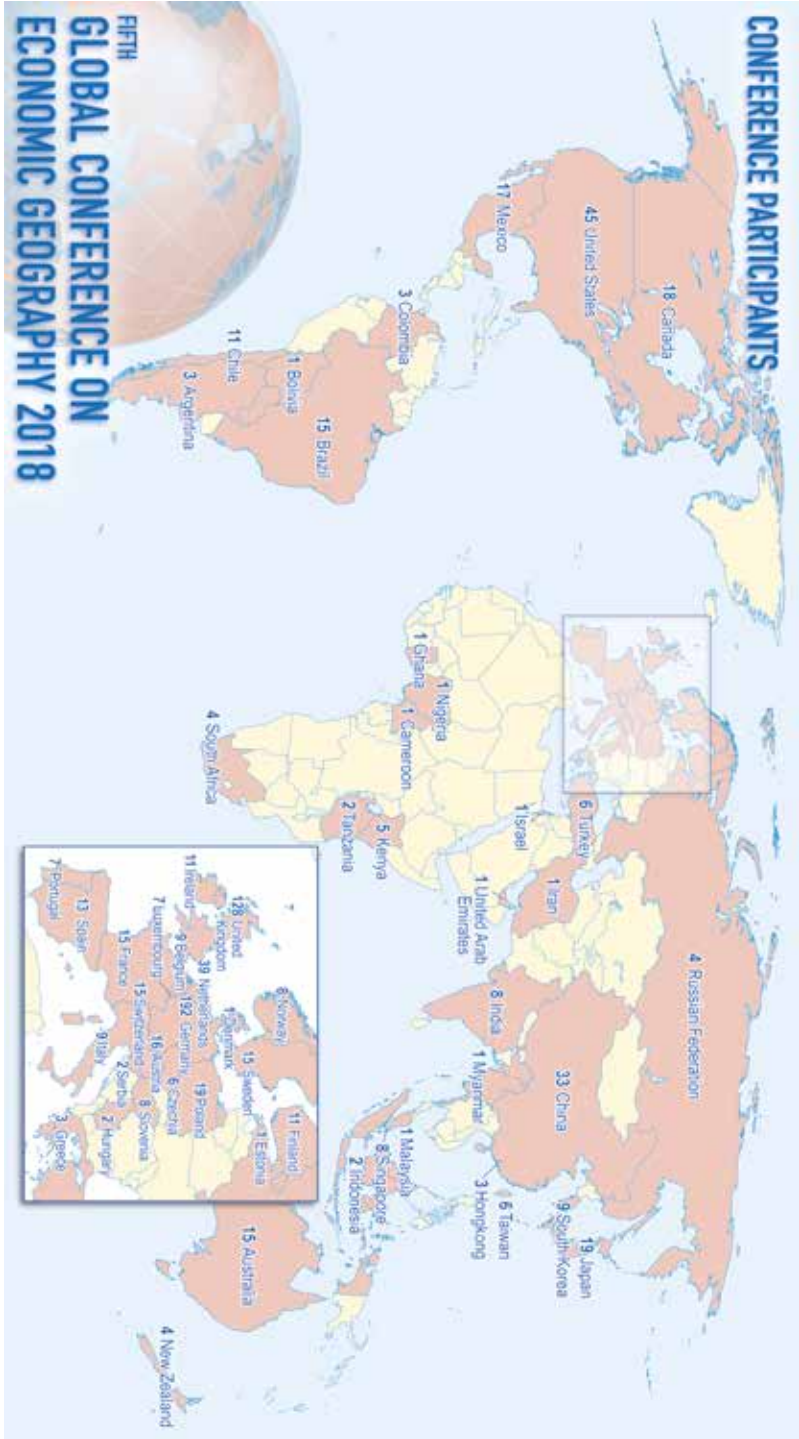 CONFERENCE PARTICIPANTS
18 Canada
45 United States
17 Mexico
3 Colombia
15 Brazil
1 Bolivia
11 Chile
3 Argentina
1 Ghana
1 Nigeria
1 Cameroon
4 South Africa
5 Kenya
2 Tanzania
6 Turkey
1 Israel
1 Iran
1 United Arab
Emirates
4 Russian Federation
8 India
33 China
1 Myanmar
1 Malaysia
8 Singapore
2 Indonesia
3 Hongkong
6 Taiwan
9 South Korea
19 Japan
15 Australia
4 New Zealand
8 Norway
11 Finland
15 Sweden
1 Estonia
1 Denmark
128 United
Kingdom
11 Ireland
39 Netherlands
9 Belgium
192 Germany
19 Poland
7 Luxembourg
6 Czechia
16 Austria
8 Slovenia
15 Switzerland
15 France
2 Hungary
2 Serbia
13 Spain
7 Portugal
9 Italy
3 Greece
FIFTH
GLOBAL CONFERENCE ON
ECONOMIC GEOGRAPHY 2018